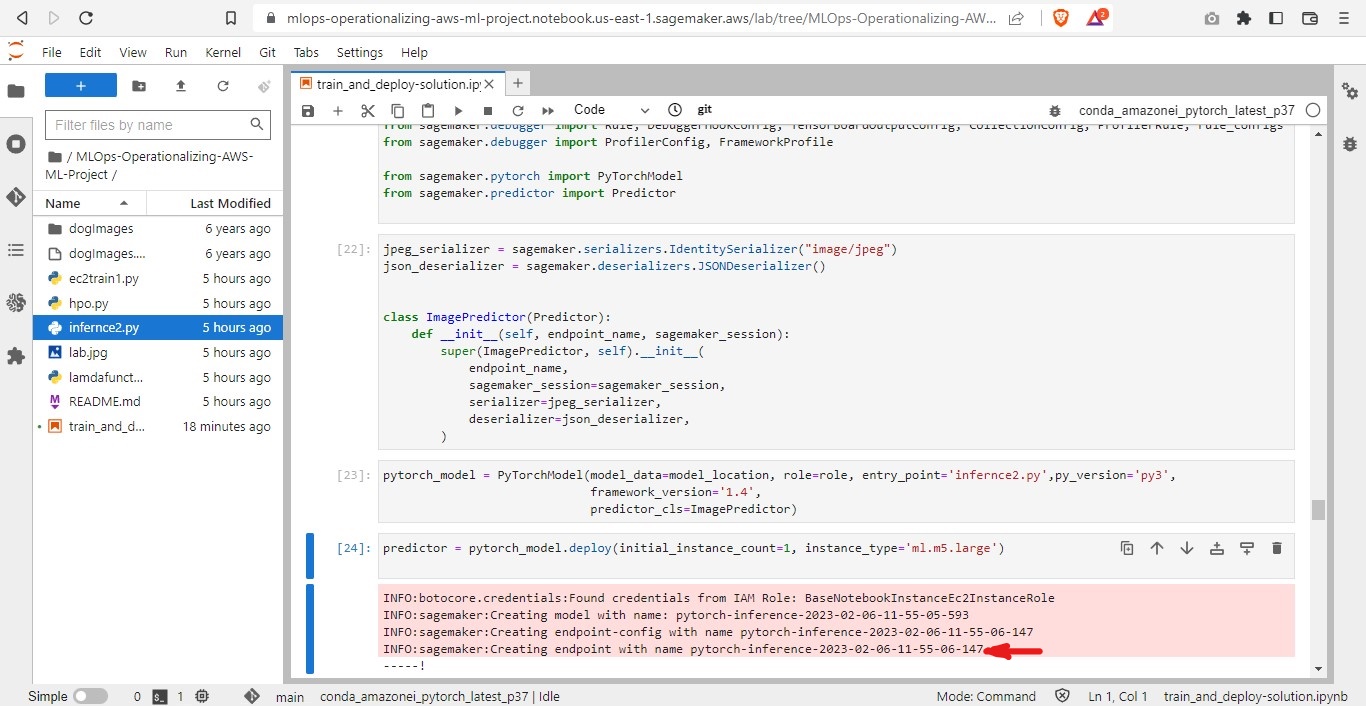 mlops-operationalizing-aws-ml-project.notebook.us-east-1.sagemaker.aws/lab/tree/MLOps-Operationalizing-AW...
2
File Edit View Run Kernel Git Tabs Settings Help
train_and_deploy-solution.ipy
Code
git
conda_amazonei_pytorch_latest_p37
Filter files by name
/ MLOps-Operationalizing-AWS-
ML-Project /
Name Last Modified
dogImages 6 years ago
dogImages.... 6 years ago
ec2train1.py 5 hours ago
hpo.py 5 hours ago
infernce2.py 5 hours ago
lab.jpg 5 hours ago
lamdafunct... 5 hours ago
README.md 5 hours ago
train_and_d... 18 minutes ago
from sagemaker.debugger import Rule, DebuggerHookConfig, TensorBoardOutputConfig, CollectionConfig, ProfilerRule, rule_configs
from sagemaker.debugger import ProfilerConfig, FrameworkProfile
from sagemaker.pytorch import PyTorchModel
from sagemaker.predictor import Predictor
[22]: jpeg_serializer = sagemaker.serializers.IdentitySerializer("image/jpeg")
json_deserializer = sagemaker.deserializers.JSONDeserializer()
class ImagePredictor(Predictor):
def __init__(self, endpoint_name, sagemaker_session):
super(ImagePredictor, self).__init__(
endpoint_name,
sagemaker_session=sagemaker_session,
serializer=jpeg_serializer,
deserializer=json_deserializer,
)
[23]: pytorch_model = PyTorchModel(model_data=model_location, role=role, entry_point='infernce2.py',py_version='py3',
framework_version='1.4',
predictor_cls=ImagePredictor)
[24]: predictor = pytorch_model.deploy(initial_instance_count=1, instance_type='ml.m5.large')
INFO:botocore.credentials:Found credentials from IAM Role: BaseNotebookInstanceEc2InstanceRole
INFO:sagemaker:Creating model with name: pytorch-inference-2023-02-06-11-55-05-593
INFO:sagemaker:Creating endpoint-config with name pytorch-inference-2023-02-06-11-55-06-147
INFO:sagemaker:Creating endpoint with name pytorch-inference-2023-02-06-11-55-06-147
-----!
Simple 0 1 main conda_amazonei_pytorch_latest_p37 | Idle Mode: Command Ln 1, Col 1 train_and_deploy-solution.ipynb